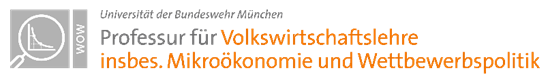 Universität der Bundeswehr München
WOW
Professur für Volkswirtschaftslehre
insbes. Mikroökonomie und Wettbewerbspolitik